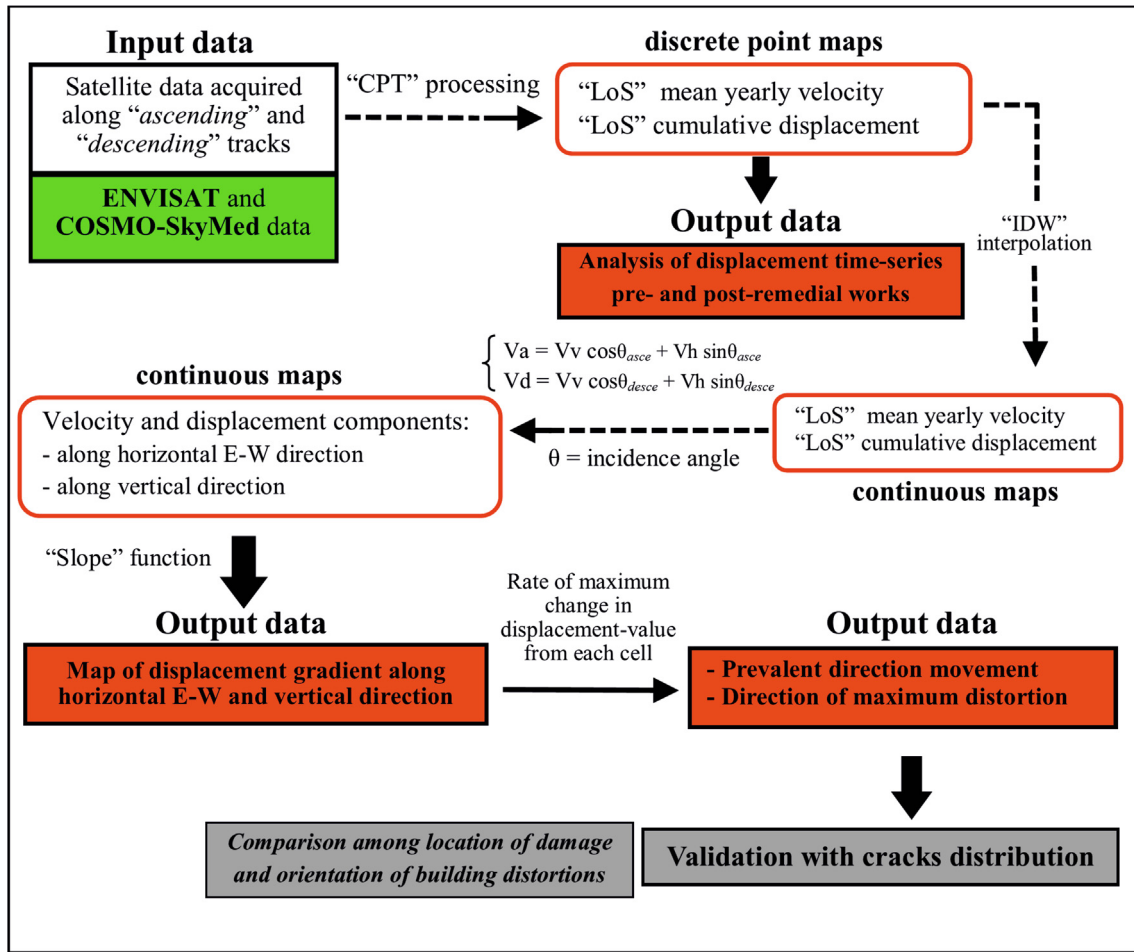 Input data
Satellite data acquired
along “ascending” and
“descending” tracks
ENVISAT and
COSMO-SkyMed data
“CPT” processing
discrete point maps
“LoS” mean yearly velocity
“LoS” cumulative displacement
Output data
Analysis of displacement time-series
pre- and post-remedial works
“IDW”
interpolation
“LoS” mean yearly velocity
“LoS” cumulative displacement
continuous maps
Va = Vv cosθasce + Vh sinθasce
Vd = Vv cosθdesce + Vh sinθdesce
θ = incidence angle
continuous maps
Velocity and displacement components:
- along horizontal E-W direction
- along vertical direction
“Slope” function
Output data
Map of displacement gradient along
horizontal E-W and vertical direction
Rate of maximum
change in
displacement-value
from each cell
Output data
- Prevalent direction movement
- Direction of maximum distortion
Comparison among location of damage
and orientation of building distortions
Validation with cracks distribution